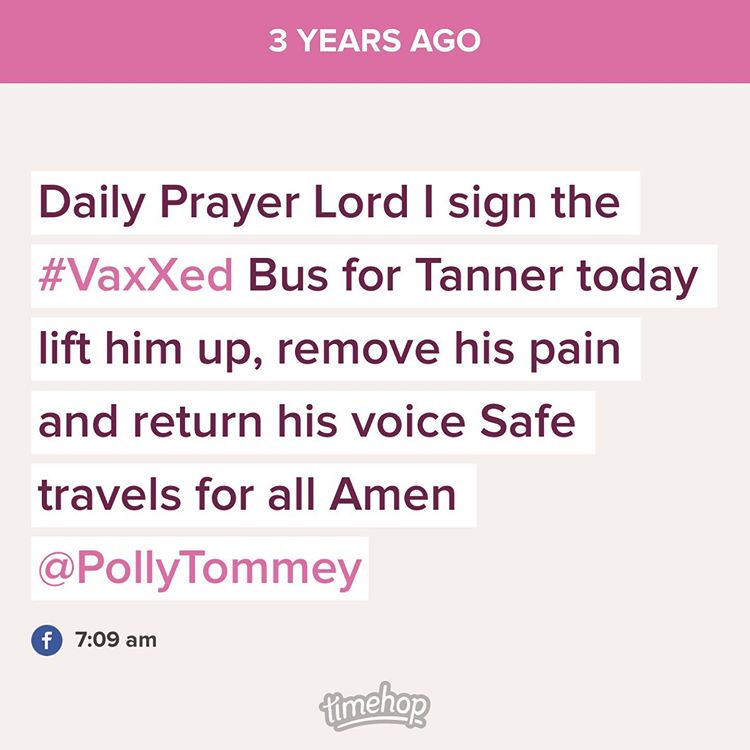 3 YEARS AGO
Daily Prayer Lord I sign the
#VaxXed Bus for Tanner today
lift him up, remove his pain
and return his voice Safe
travels for all Amen
@PollyTommey
f 7:09 am
timehop